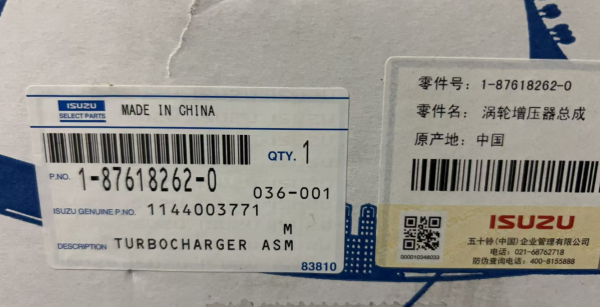 ISUZU
SELECT PARTS
MADE IN CHINA
QTY. 1
P.NO. 1-87618262-0
036-001
ISUZU GENUINE P.NO. 1144003771
M
DESCRIPTION TURBOCHARGER ASM
83810
零件号: 1-87618262-0
零件名: 涡轮增压器总成
原产地: 中国
ISUZU
000010348033
五十铃(中国)企业管理有限公司
电话: 021-68762718
防伪查询电话: 400-8155888